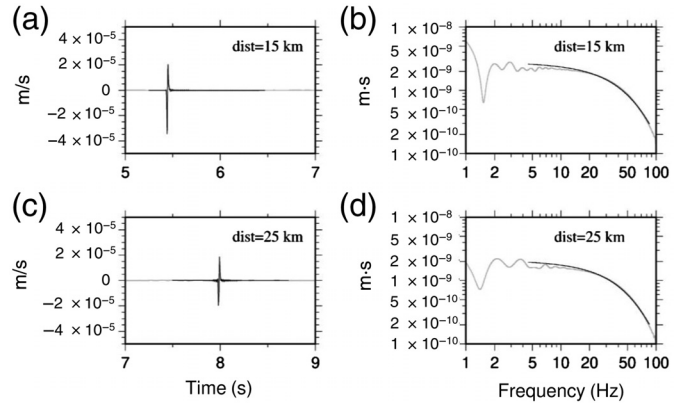 (a)
dist=15 km
m/s
4 × 10⁻⁵
2 × 10⁻⁵
0
−2 × 10⁻⁵
−4 × 10⁻⁵
5 6 7
(b)
dist=15 km
m·s
1 × 10⁻⁸
5 × 10⁻⁹
2 × 10⁻⁹
1 × 10⁻⁹
5 × 10⁻¹⁰
2 × 10⁻¹⁰
1 × 10⁻¹⁰
1 2 5 10 20 50 100
(c)
dist=25 km
m/s
4 × 10⁻⁵
2 × 10⁻⁵
0
−2 × 10⁻⁵
−4 × 10⁻⁵
7 8 9
Time (s)
(d)
dist=25 km
m·s
1 × 10⁻⁸
5 × 10⁻⁹
2 × 10⁻⁹
1 × 10⁻⁹
5 × 10⁻¹⁰
2 × 10⁻¹⁰
1 × 10⁻¹⁰
1 2 5 10 20 50 100
Frequency (Hz)